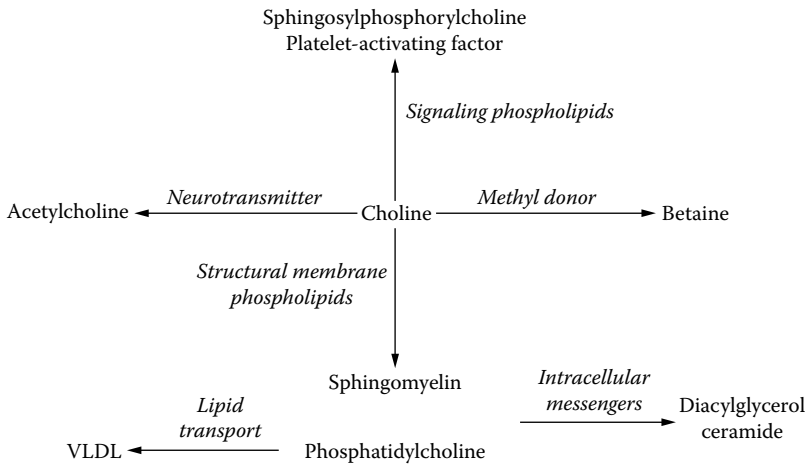 Sphingosylphosphorylcholine
Platelet-activating factor
Signaling phospholipids
Acetylcholine
Neurotransmitter
Choline
Methyl donor
Betaine
Structural membrane
phospholipids
Sphingomyelin
Phosphatidylcholine
Lipid
transport
VLDL
Intracellular
messengers
Diacylglycerol
ceramide